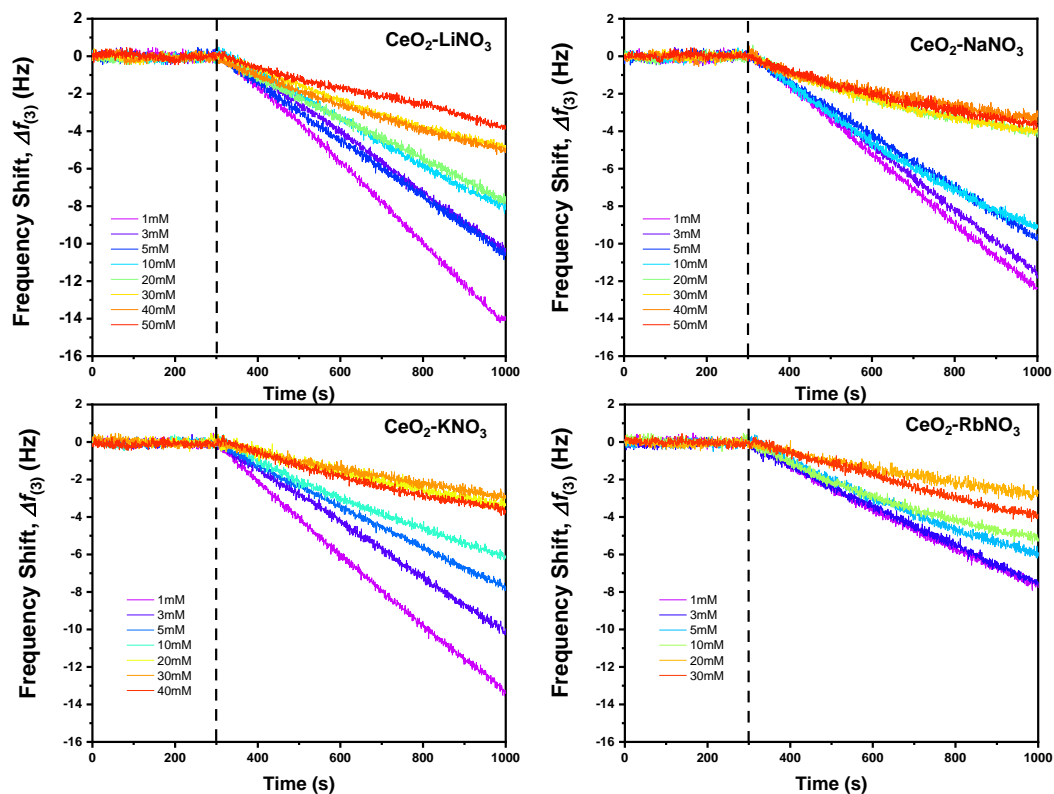 CeO2-LiNO3
Frequency Shift, Δf(3) (Hz)
2
0
-2
-4
-6
-8
-10
-12
-14
-16
1mM
3mM
5mM
10mM
20mM
30mM
40mM
50mM
0 200 400 600 800 1000
Time (s)
CeO2-NaNO3
Frequency Shift, Δf(3) (Hz)
2
0
-2
-4
-6
-8
-10
-12
-14
-16
1mM
3mM
5mM
10mM
20mM
30mM
40mM
50mM
0 200 400 600 800 1000
Time (s)
CeO2-KNO3
Frequency Shift, Δf(3) (Hz)
2
0
-2
-4
-6
-8
-10
-12
-14
-16
1mM
3mM
5mM
10mM
20mM
30mM
40mM
0 200 400 600 800 1000
Time (s)
CeO2-RbNO3
Frequency Shift, Δf(3) (Hz)
2
0
-2
-4
-6
-8
-10
-12
-14
-16
1mM
3mM
5mM
10mM
20mM
30mM
0 200 400 600 800 1000
Time (s)